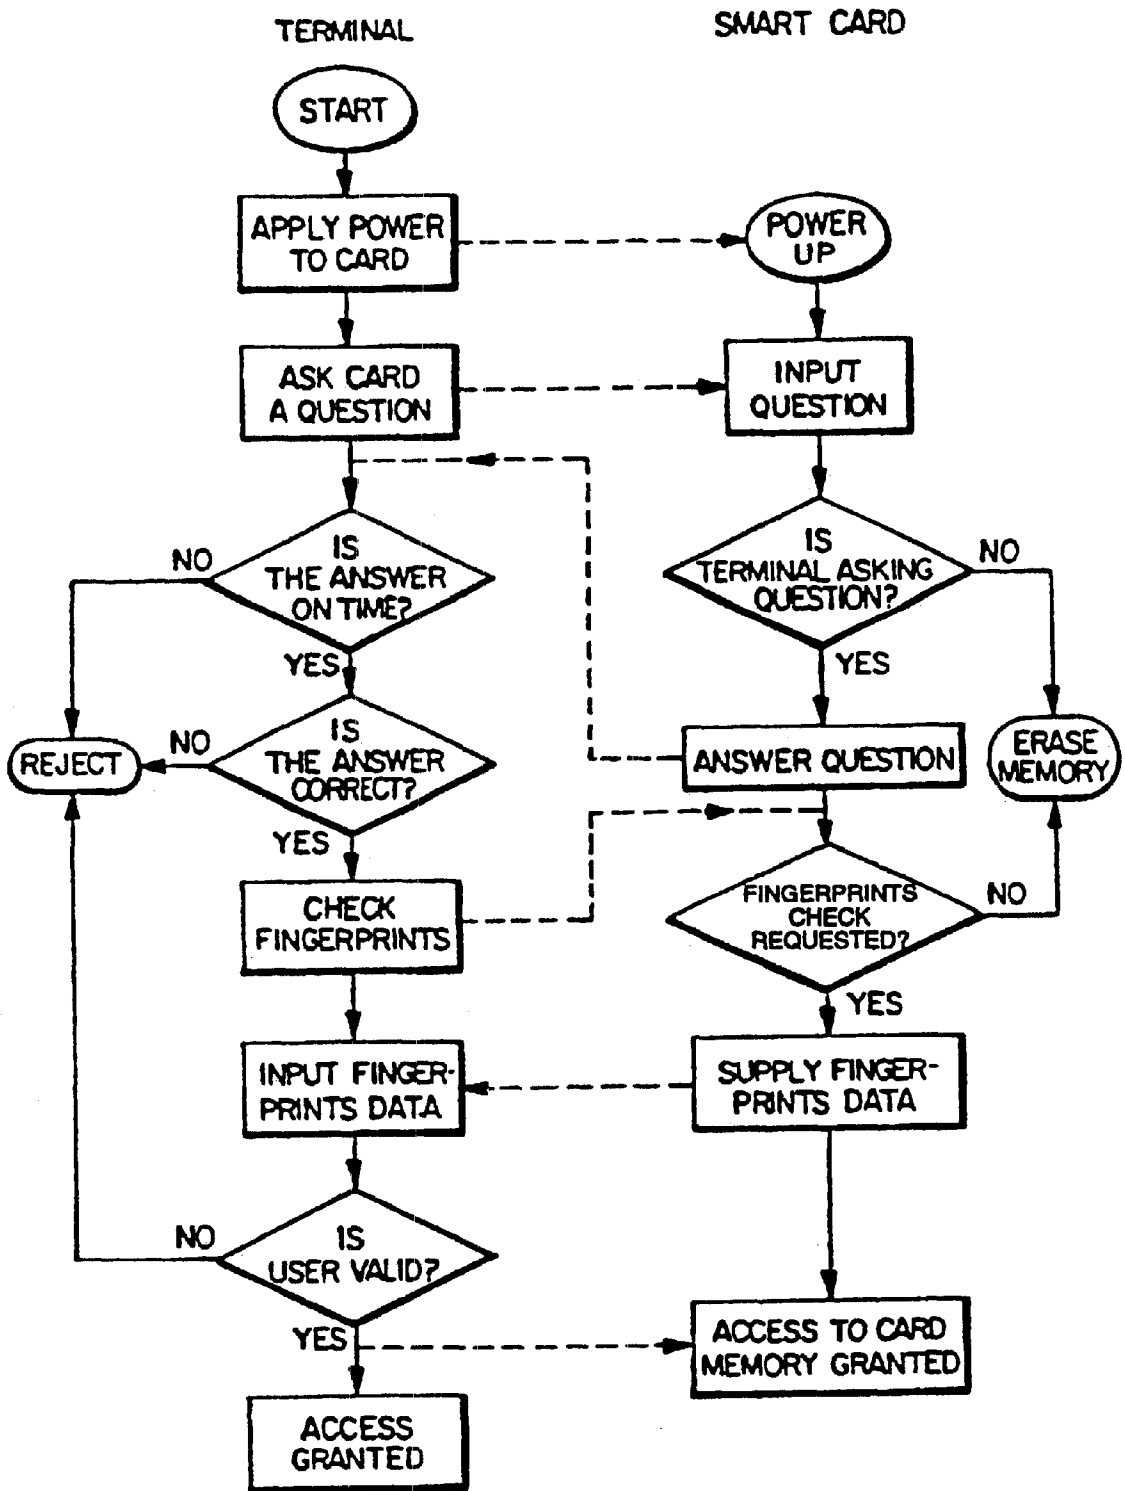 TERMINAL
SMART CARD
START
APPLY POWER
TO CARD
POWER
UP
ASK CARD
A QUESTION
INPUT
QUESTION
IS
THE ANSWER
ON TIME?
NO
YES
IS
TERMINAL ASKING
QUESTION?
NO
YES
REJECT
NO
IS
THE ANSWER
CORRECT?
YES
ANSWER QUESTION
ERASE
MEMORY
CHECK
FINGERPRINTS
FINGERPRINTS
CHECK
REQUESTED?
NO
YES
INPUT FINGER-
PRINTS DATA
SUPPLY FINGER-
PRINTS DATA
NO
IS
USER VALID?
YES
ACCESS TO CARD
MEMORY GRANTED
ACCESS
GRANTED